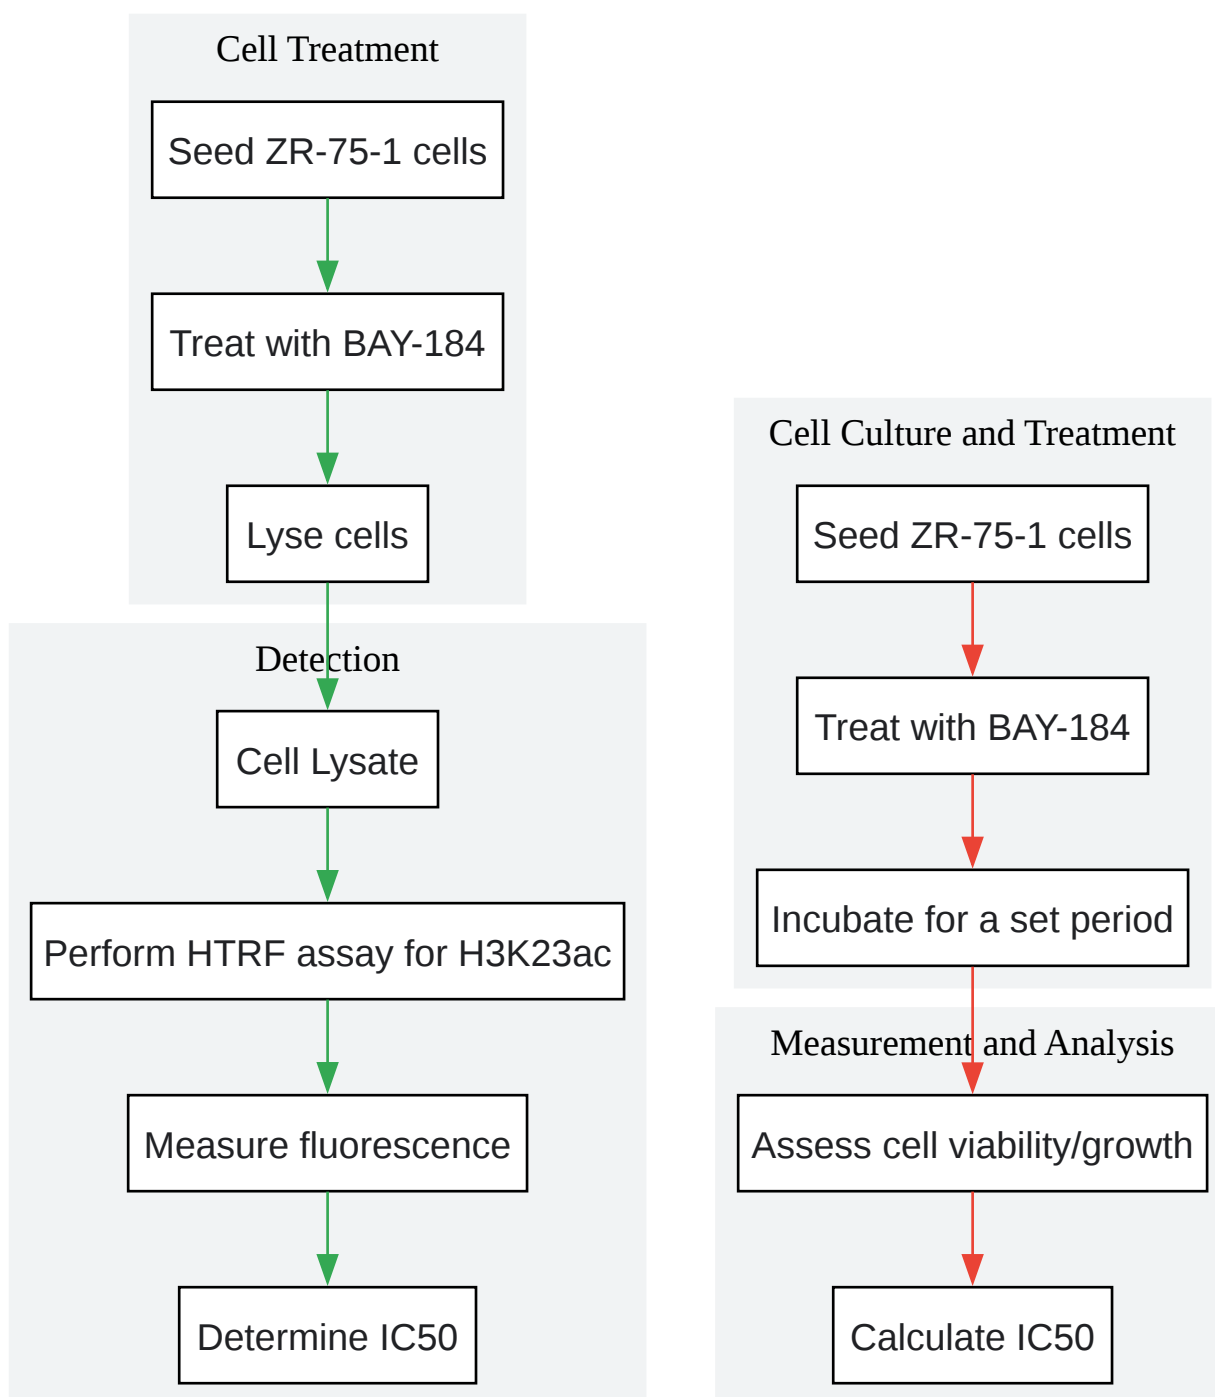 Cell Treatment
Seed ZR-75-1 cells
Treat with BAY-184
Lyse cells
Detection
Cell Lysate
Perform HTRF assay for H3K23ac
Measure fluorescence
Determine IC50
Cell Culture and Treatment
Seed ZR-75-1 cells
Treat with BAY-184
Incubate for a set period
Measurement and Analysis
Assess cell viability/growth
Calculate IC50